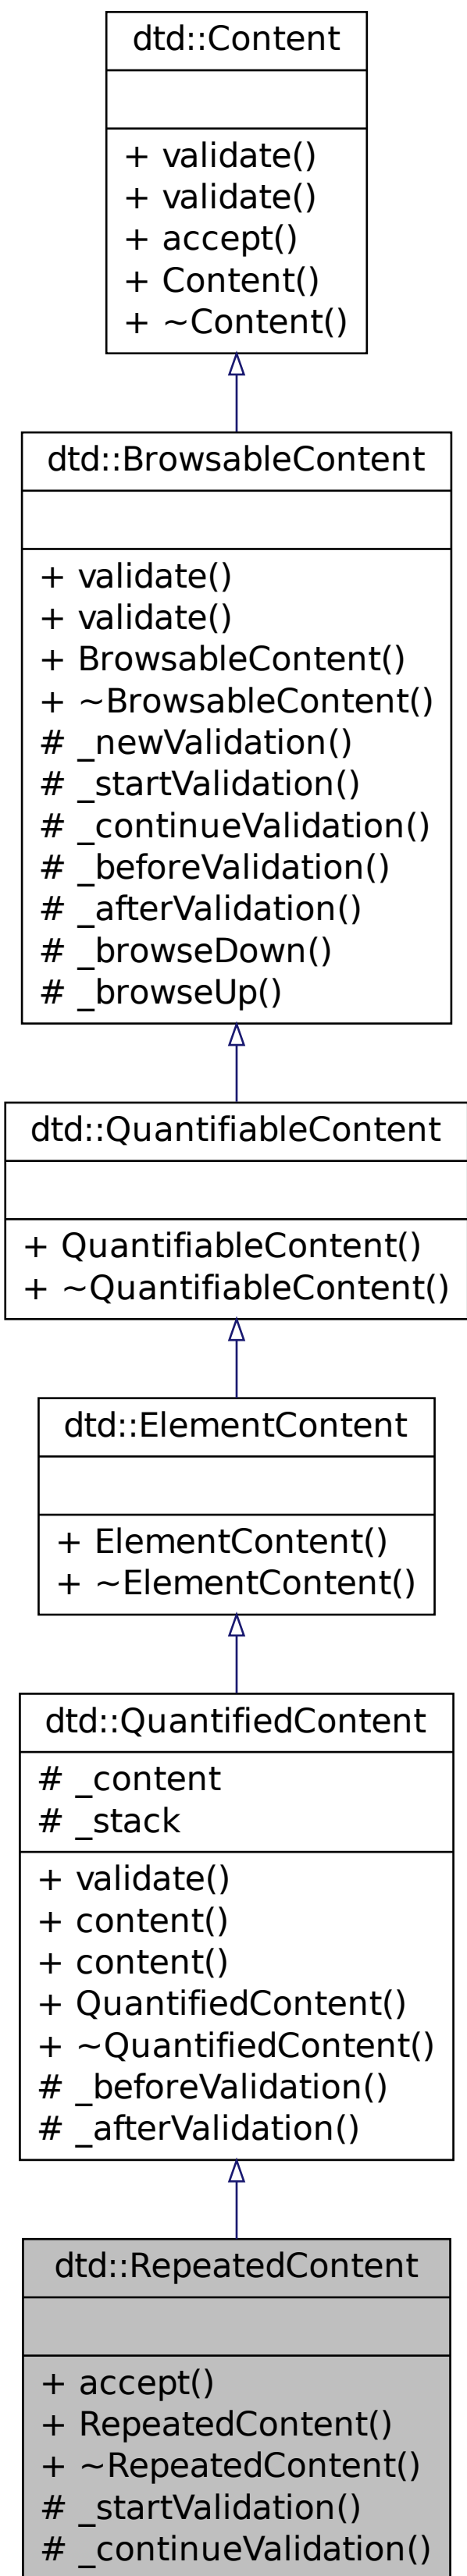 dtd::Content
+ validate()
+ validate()
+ accept()
+ Content()
+ ~Content()
dtd::BrowsableContent
+ validate()
+ validate()
+ BrowsableContent()
+ ~BrowsableContent()
# _newValidation()
# _startValidation()
# _continueValidation()
# _beforeValidation()
# _afterValidation()
# _browseDown()
# _browseUp()
dtd::QuantifiableContent
+ QuantifiableContent()
+ ~QuantifiableContent()
dtd::ElementContent
+ ElementContent()
+ ~ElementContent()
dtd::QuantifiedContent
# _content
# _stack
+ validate()
+ content()
+ content()
+ QuantifiedContent()
+ ~QuantifiedContent()
# _beforeValidation()
# _afterValidation()
dtd::RepeatedContent
+ accept()
+ RepeatedContent()
+ ~RepeatedContent()
# _startValidation()
# _continueValidation()